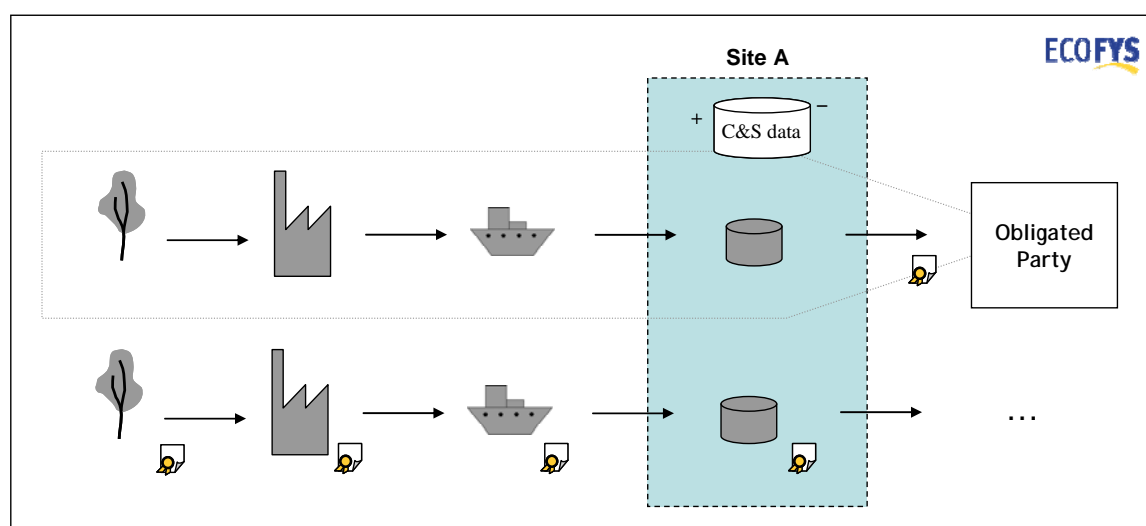 ECOFYS
Site A
+
−
C&S data
Obligated
Party
...